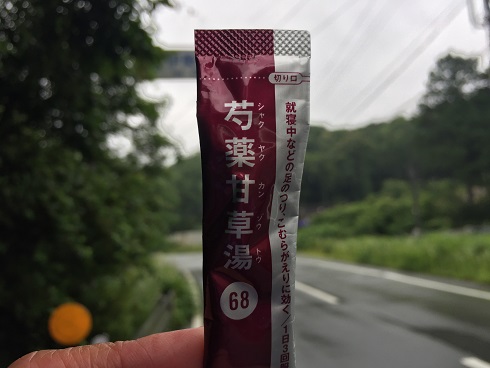 切り口
シャクヤクカンゾウトウ
芍薬甘草湯
68
就寝中などの足のつり、こむらがえりに効く/1日3回